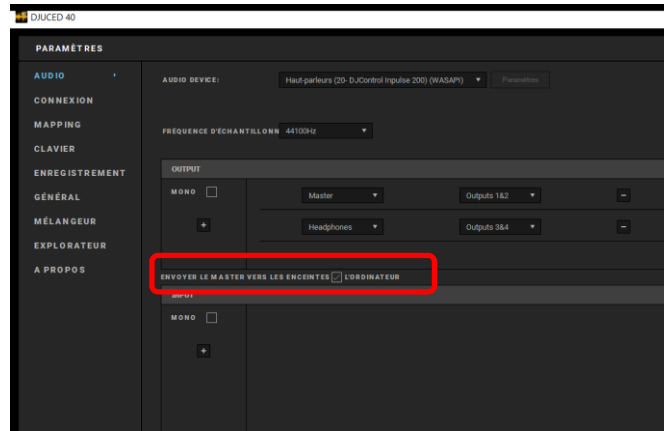 DJUCED 40
PARAMÈTRES
AUDIO
CONNEXION
MAPPING
CLAVIER
ENREGISTREMENT
GÉNÉRAL
MÉLANGEUR
EXPLORATEUR
A PROPOS
AUDIO DEVICE: Haut-parleurs (20- DJControl Inpulse 200) (WASAPI) Paramètres
FRÉQUENCE D'ÉCHANTILLONN 44100Hz
OUTPUT
MONO Master Outputs 1&2 −
+ Headphones Outputs 3&4 −
ENVOYER LE MASTER VERS LES ENCEINTES L'ORDINATEUR
INPUT
MONO
+